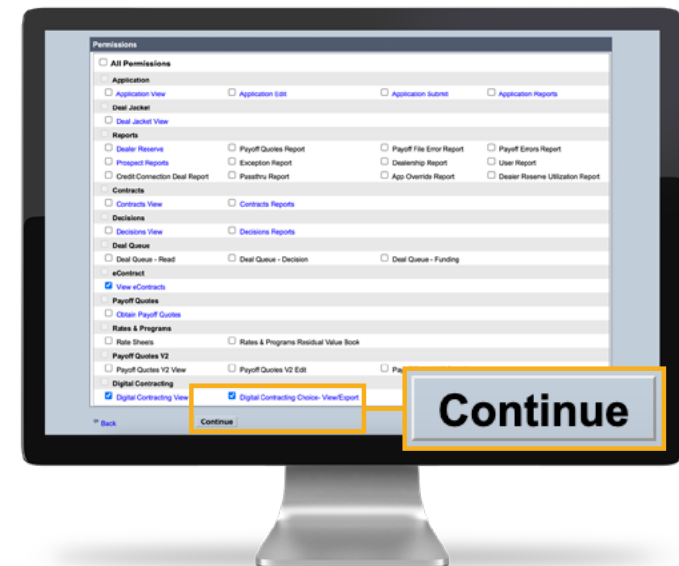 Permissions
All Permissions
Application
Application View Application Edit Application Submit Application Reports
Deal Jacket
Deal Jacket View
Reports
Dealer Reserve Payoff Quotes Report Payoff File Error Report Payoff Errors Report
Prospect Reports Exception Report Dealership Report User Report
Credit Connection Deal Report Passthru Report App Override Report Dealer Reserve Utilization Report
Contracts
Contracts View Contracts Reports
Decisions
Decisions View Decisions Reports
Deal Queue
Deal Queue - Read Deal Queue - Decision Deal Queue - Funding
eContract
View eContracts
Payoff Quotes
Obtain Payoff Quotes
Rates & Programs
Rate Sheets Rates & Programs Residual Value Book
Payoff Quotes V2
Payoff Quotes V2 View Payoff Quotes V2 Edit
Digital Contracting
Digital Contracting View Digital Contracting Choice- View/Export
Back Continue
Continue